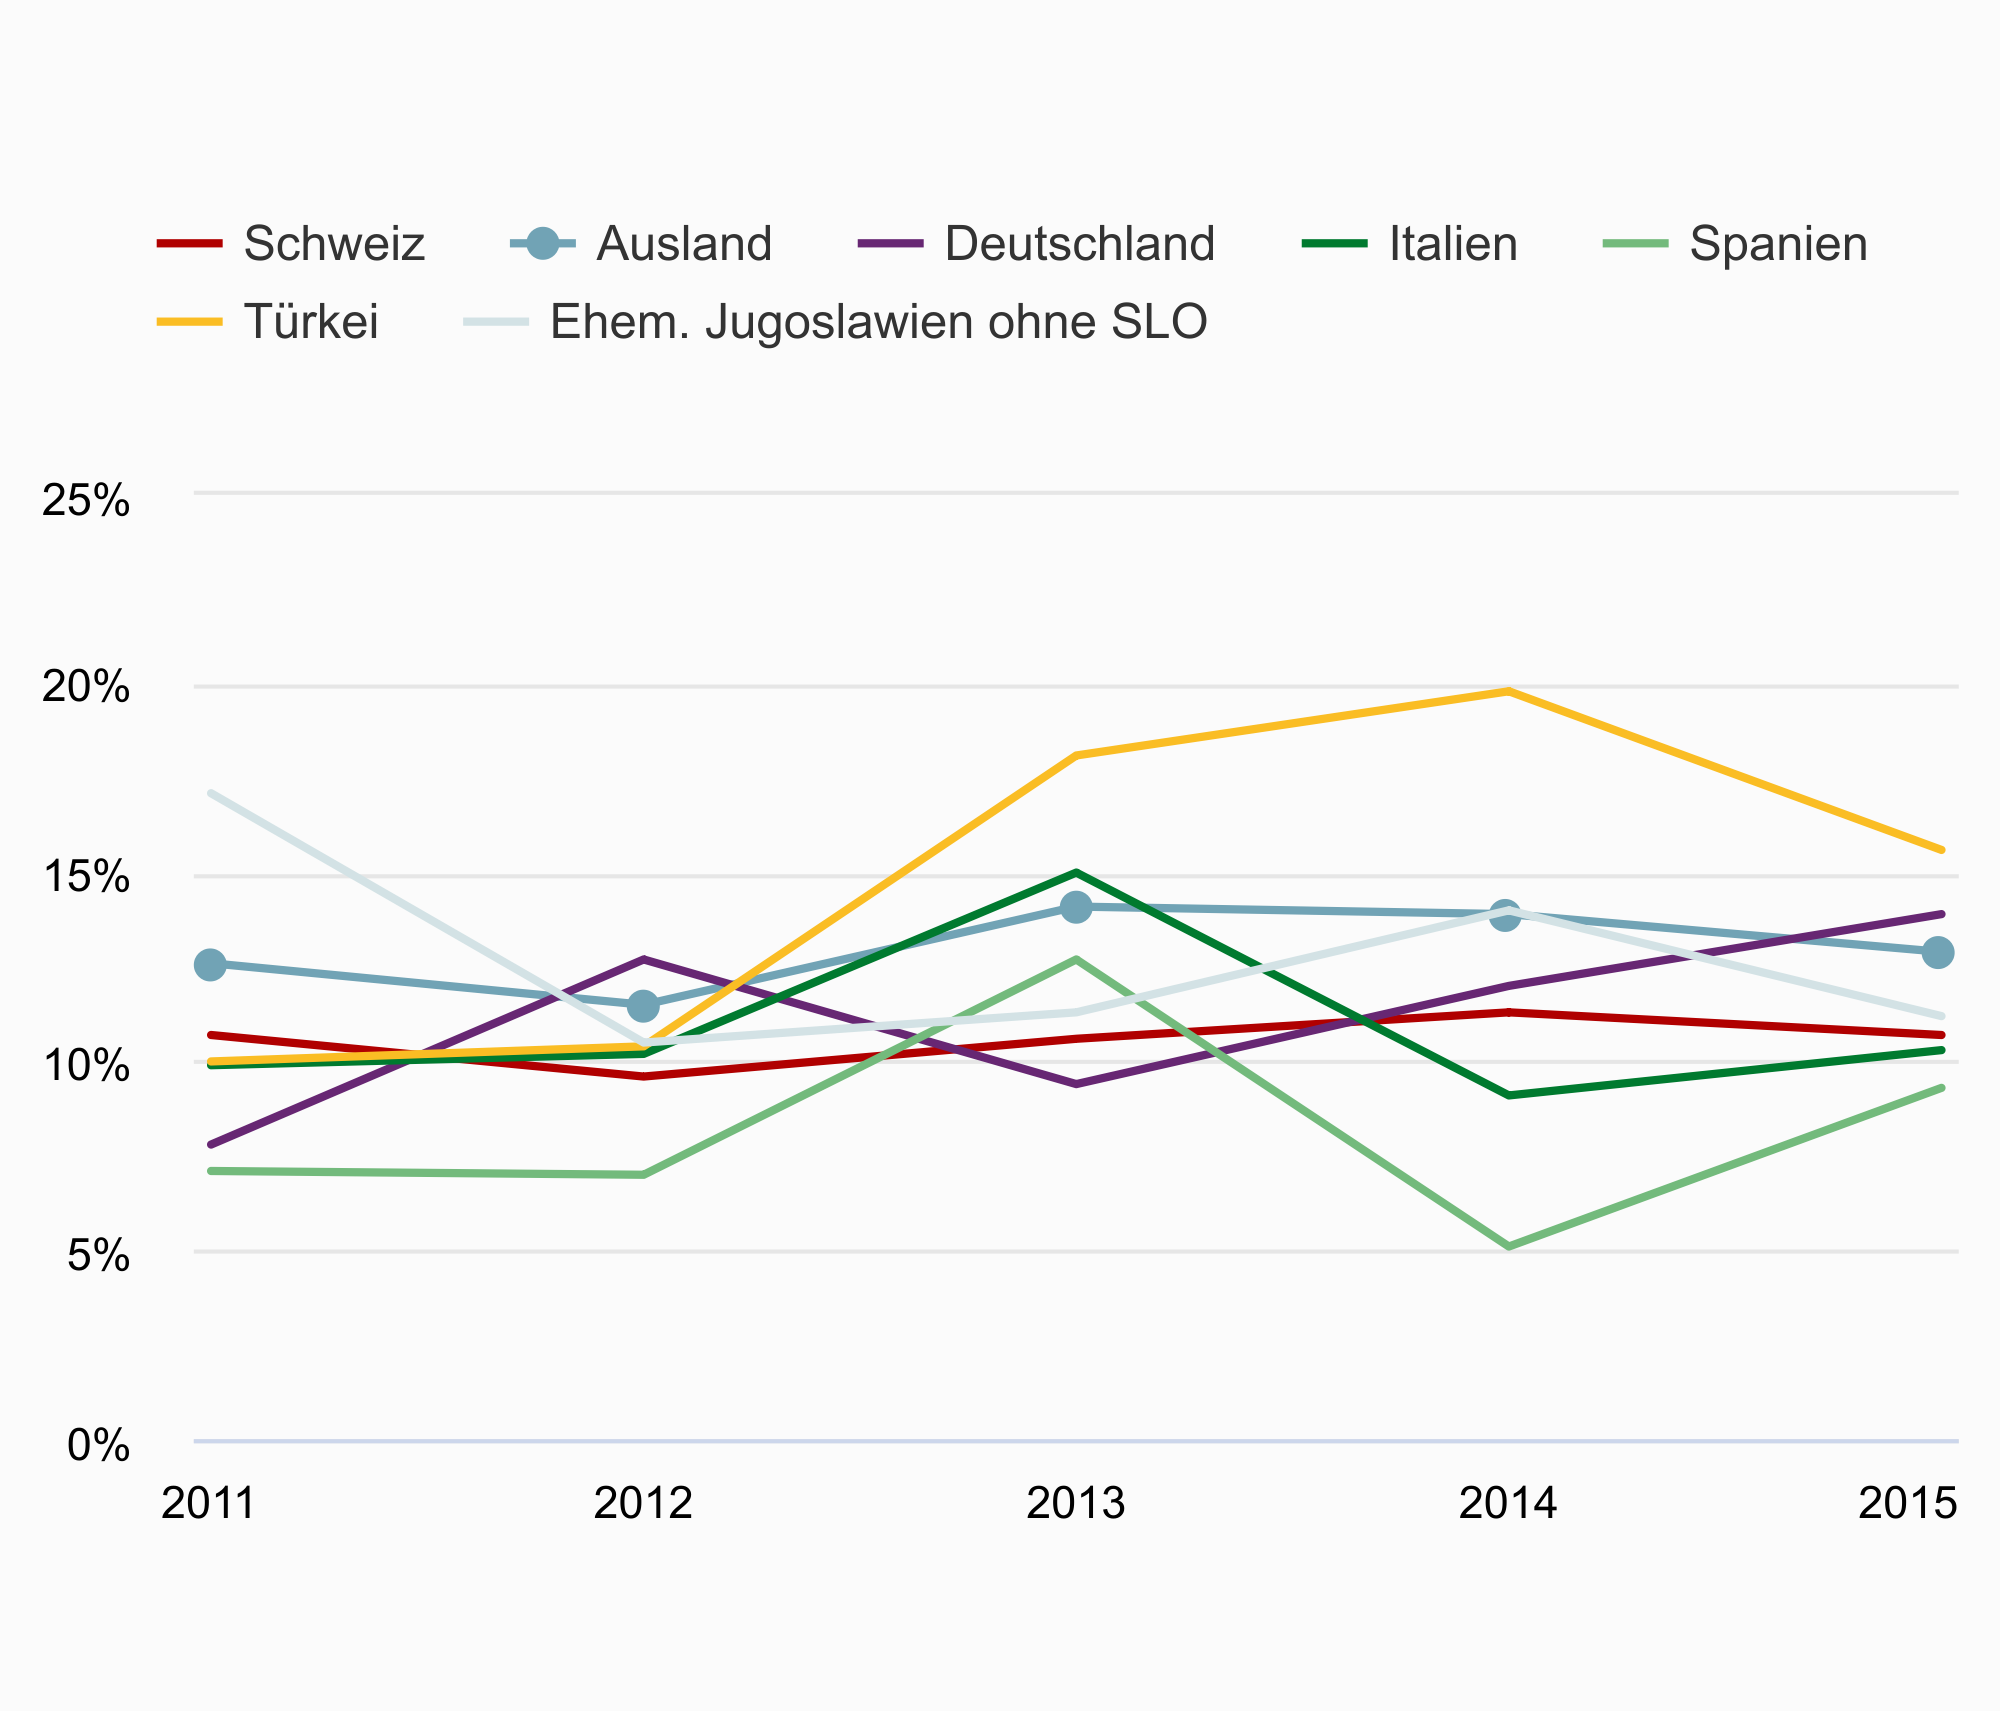 Schweiz Ausland Deutschland Italien Spanien
Türkei Ehem. Jugoslawien ohne SLO
25%
20%
15%
10%
5%
0%
2011 2012 2013 2014 2015